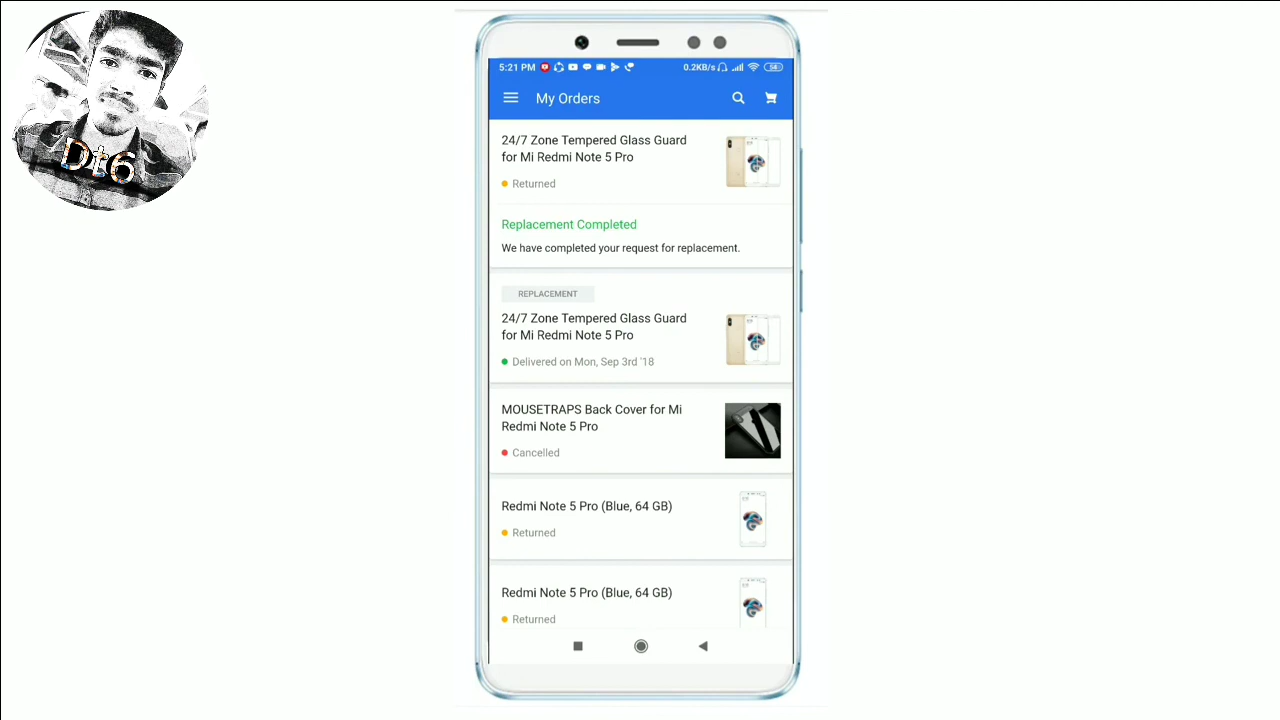 Dt6
5:21 PM
0.2KB/s
58
My Orders
24/7 Zone Tempered Glass Guard
for Mi Redmi Note 5 Pro
Returned
Replacement Completed
We have completed your request for replacement.
REPLACEMENT
24/7 Zone Tempered Glass Guard
for Mi Redmi Note 5 Pro
Delivered on Mon, Sep 3rd '18
MOUSETRAPS Back Cover for Mi
Redmi Note 5 Pro
Cancelled
Redmi Note 5 Pro (Blue, 64 GB)
Returned
Redmi Note 5 Pro (Blue, 64 GB)
Returned